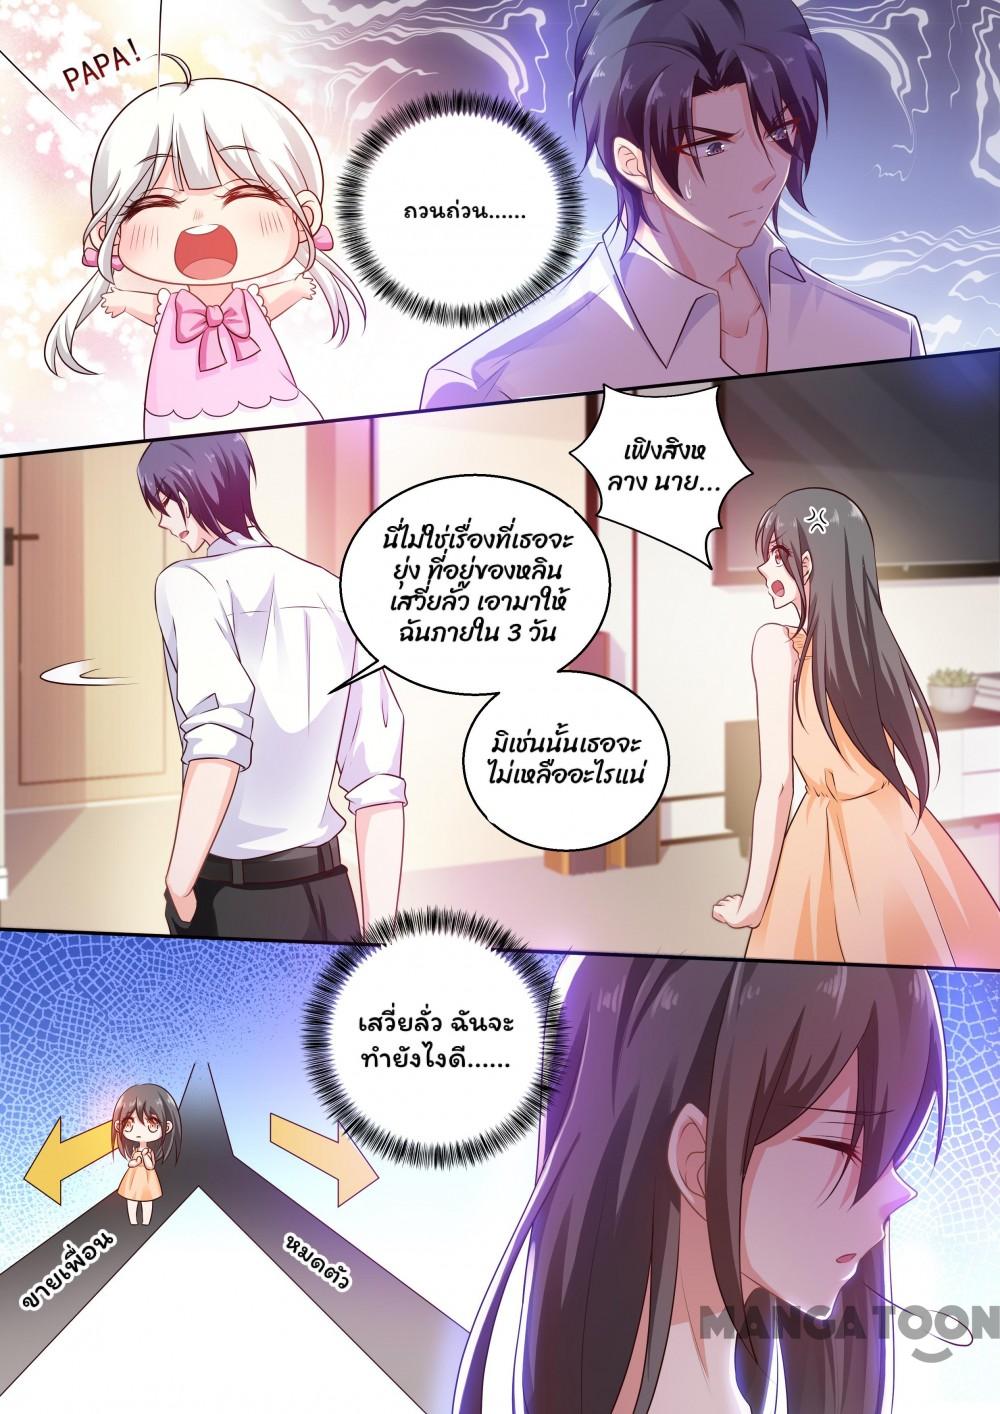 PAPA!
ถวนถ่วน......
เฟิงสิงห
ลาง นาย...
นี่ไม่ใช่เรื่องที่เธอจะ
ยุ่ง ที่อยู่ของหลิน
เสวี่ยลั่ว เอามาให้
ฉันภายใน 3 วัน
มิเช่นนั้นเธอจะ
ไม่เหลืออะไรแน่
เสวี่ยลั่ว ฉันจะ
ทำยังไงดี......
ขายเพื่อน
หมดตัว
MANGATOON